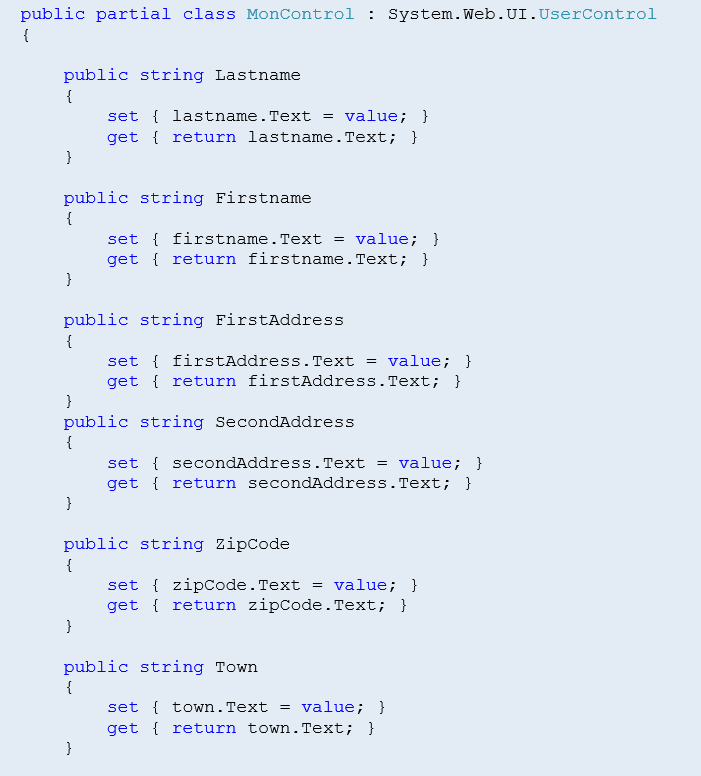 public partial class MonControl : System.Web.UI.UserControl
{
public string Lastname
{
set { lastname.Text = value; }
get { return lastname.Text; }
}
public string Firstname
{
set { firstname.Text = value; }
get { return firstname.Text; }
}
public string FirstAddress
{
set { firstAddress.Text = value; }
get { return firstAddress.Text; }
}
public string SecondAddress
{
set { secondAddress.Text = value; }
get { return secondAddress.Text; }
}
public string ZipCode
{
set { zipCode.Text = value; }
get { return zipCode.Text; }
}
public string Town
{
set { town.Text = value; }
get { return town.Text; }
}